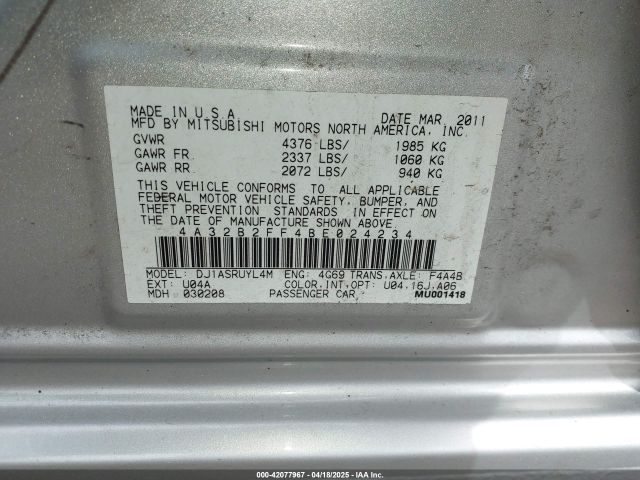 MADE IN U S A DATE MAR. 2011
MFD BY MITSUBISHI MOTORS NORTH AMERICA, INC.
GVWR 4376 LBS/ 1985 KG
GAWR FR 2337 LBS/ 1060 KG
GAWR RR 2072 LBS/ 940 KG
THIS VEHICLE CONFORMS TO ALL APPLICABLE
FEDERAL MOTOR VEHICLE SAFETY, BUMPER, AND
THEFT PREVENTION STANDARDS IN EFFECT ON
THE DATE OF MANUFACTURE SHOWN ABOVE.
4A32B2FF4BE024234
MODEL: DJ1ASRUYL4M ENG: 4G69 TRANS.AXLE: F4A4B
EXT: U04A COLOR,INT,OPT: U04,16J,A06
MDH 030208 PASSENGER CAR MU001418
000-42077967 - 04/18/2025 - Copyright IAA, Inc.